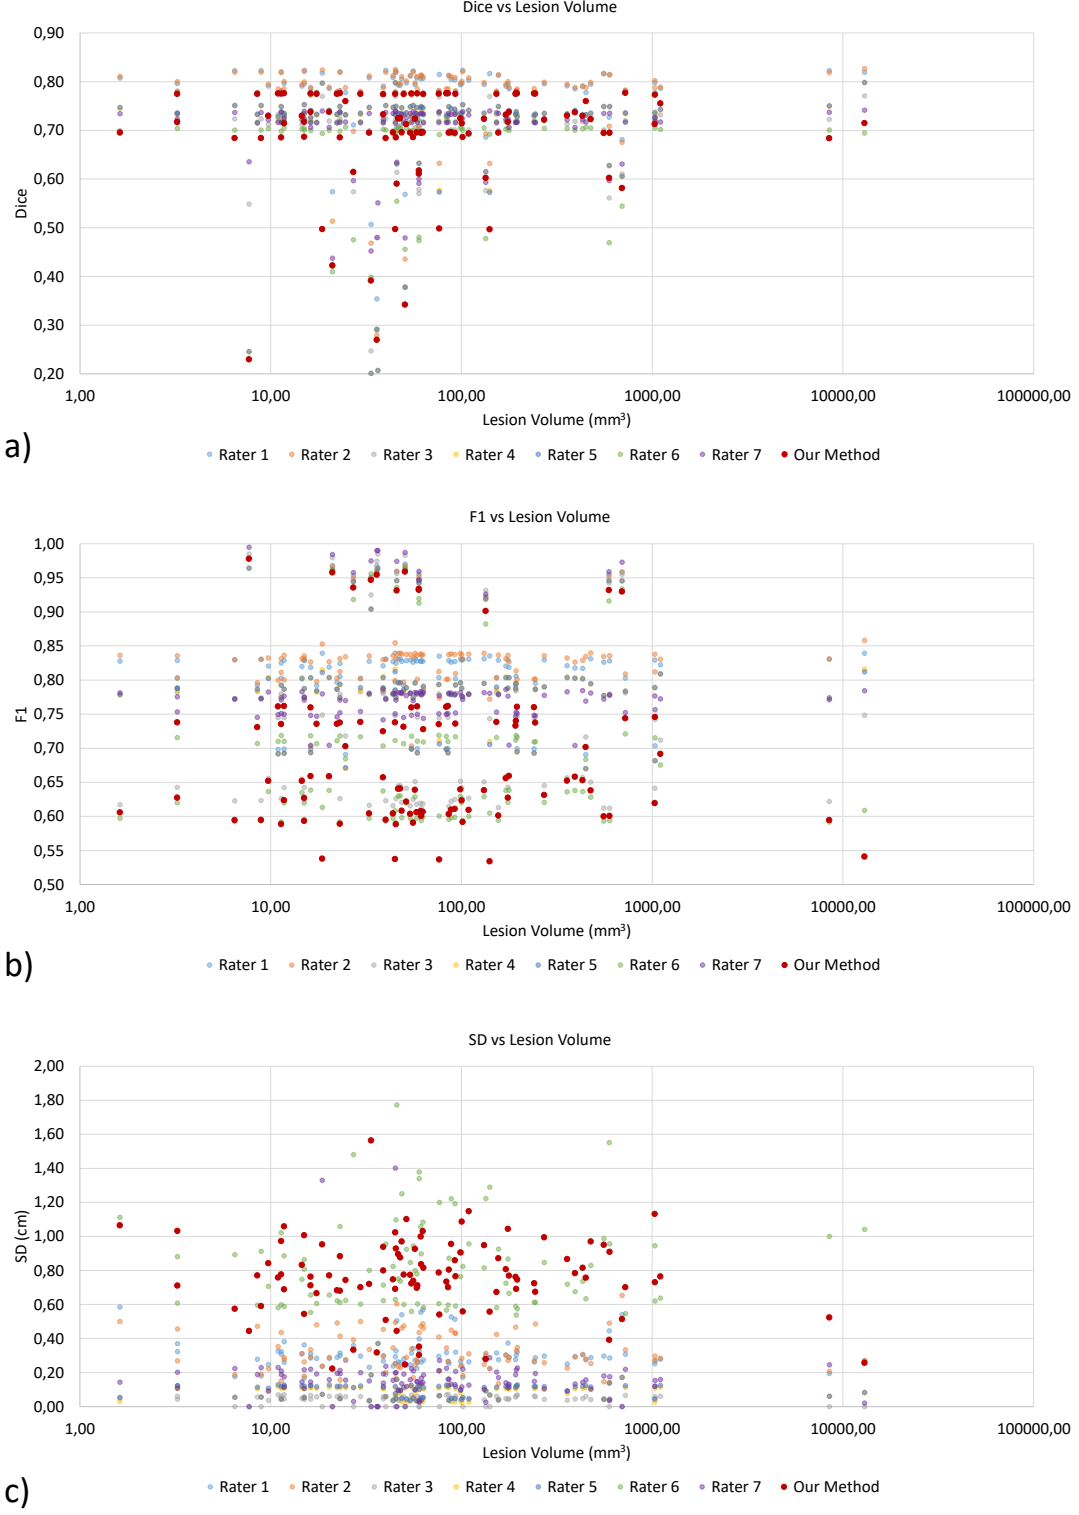 Dice vs Lesion Volume
0,90
0,80
0,70
0,60
0,50
0,40
0,30
0,20
Dice
1,00 10,00 100,00 1000,00 10000,00 100000,00
Lesion Volume (mm³)
a)
Rater 1 Rater 2 Rater 3 Rater 4 Rater 5 Rater 6 Rater 7 Our Method
F1 vs Lesion Volume
1,00
0,95
0,90
0,85
0,80
0,75
0,70
0,65
0,60
0,55
0,50
F1
1,00 10,00 100,00 1000,00 10000,00 100000,00
Lesion Volume (mm³)
b)
Rater 1 Rater 2 Rater 3 Rater 4 Rater 5 Rater 6 Rater 7 Our Method
SD vs Lesion Volume
2,00
1,80
1,60
1,40
1,20
1,00
0,80
0,60
0,40
0,20
0,00
SD (cm)
1,00 10,00 100,00 1000,00 10000,00 100000,00
Lesion Volume (mm³)
c)
Rater 1 Rater 2 Rater 3 Rater 4 Rater 5 Rater 6 Rater 7 Our Method